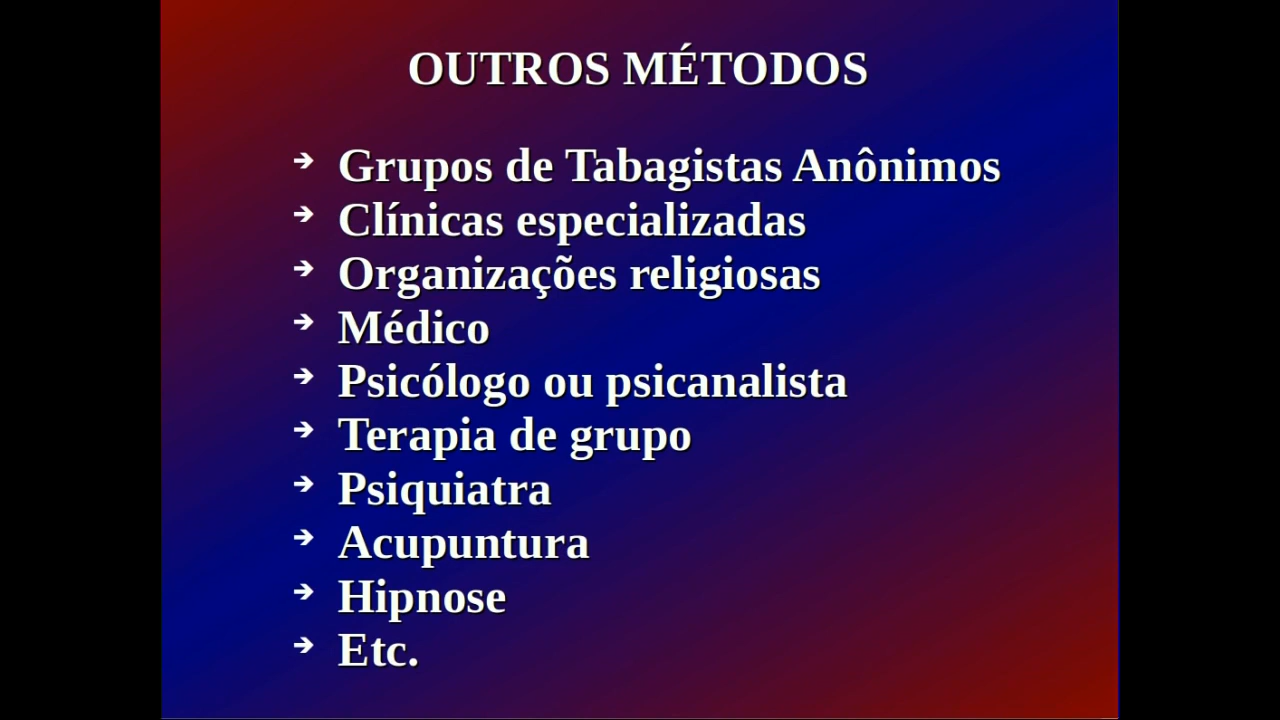 OUTROS MÉTODOS
➔ Grupos de Tabagistas Anônimos
➔ Clínicas especializadas
➔ Organizações religiosas
➔ Médico
➔ Psicólogo ou psicanalista
➔ Terapia de grupo
➔ Psiquiatra
➔ Acupuntura
➔ Hipnose
➔ Etc.